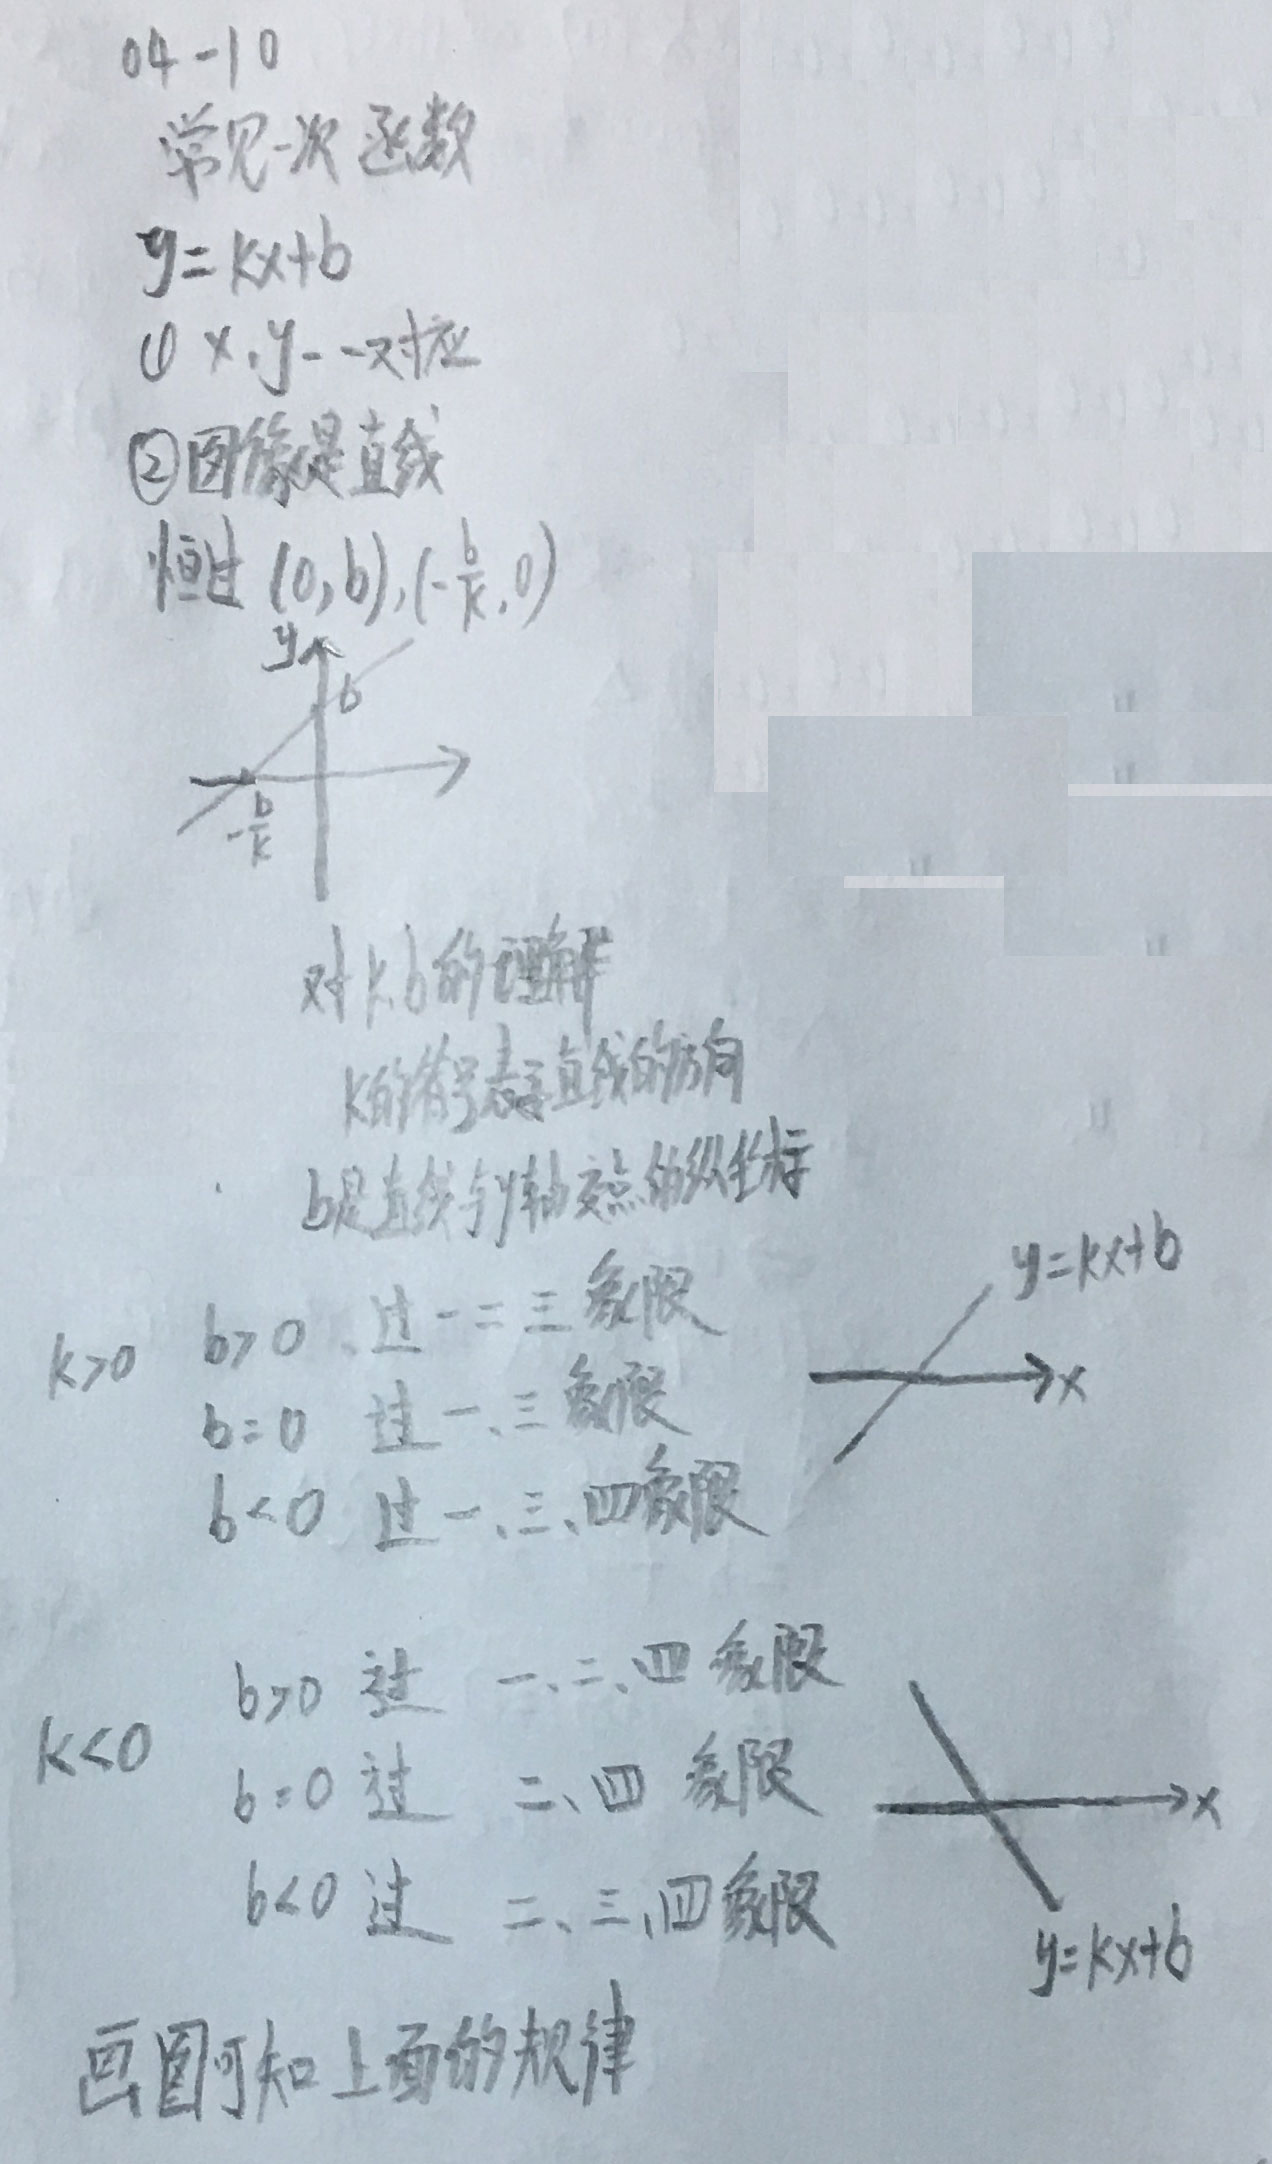 04-10
常见一次函数
y=kx+b
① x、y一一对应
②图像是直线
恒过 (0,b),(-b/k,0)
y
b
-b/k
对k、b的理解
k的符号表示直线的方向
b是直线与y轴交点的纵坐标
y=kx+b
k>0
b>0 过一二三象限
x
b=0 过一、三象限
b<0 过一、三、四象限
b>0 过 一、二、四象限
k<0
b=0 过 二、四 象限
x
b<0 过 二、三、四象限
y=kx+b
画图可知上面的规律